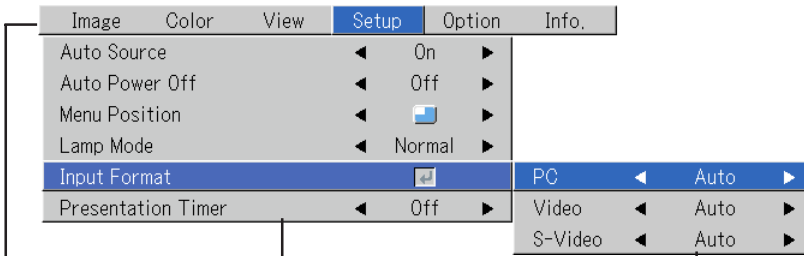 Image Color View Setup Option Info.
Auto Source On
Auto Power Off Off
Menu Position
Lamp Mode Normal
Input Format PC Auto
Presentation Timer Off Video Auto
S-Video Auto